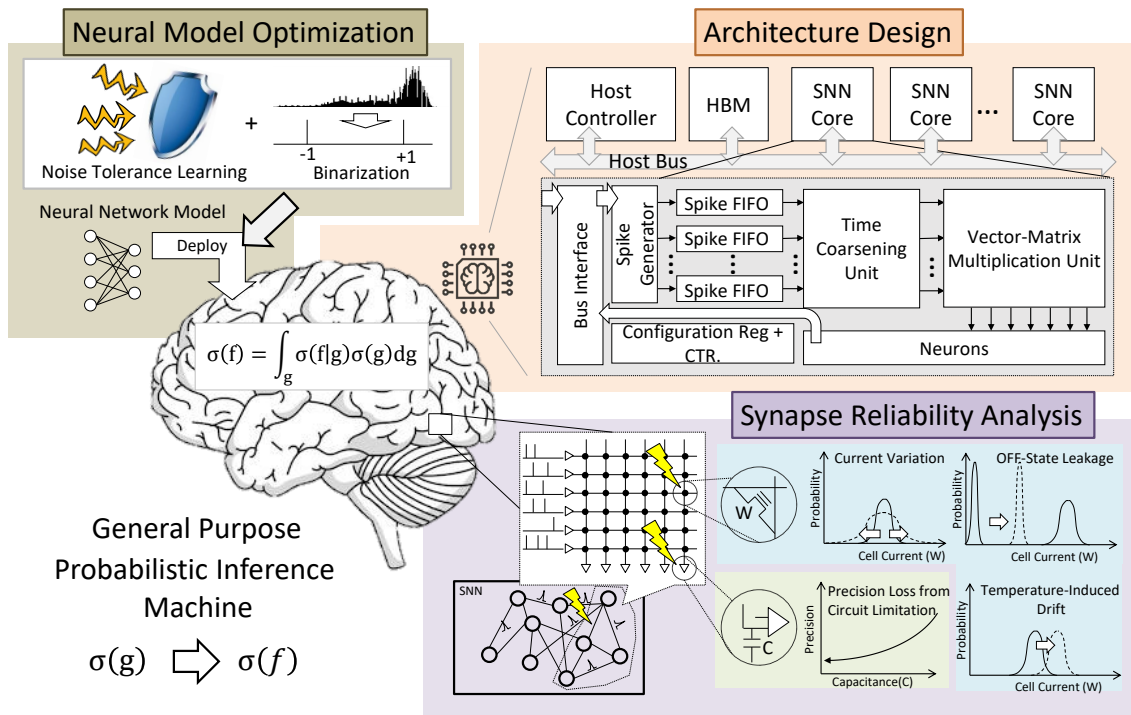 Neural Model Optimization
+
-1
+1
Noise Tolerance Learning
Binarization
Neural Network Model
Deploy
σ(f) = ∫g σ(f|g)σ(g)dg
General Purpose
Probabilistic Inference
Machine
σ(g)
σ(f)
Architecture Design
Host
Controller
HBM
SNN
Core
SNN
Core
...
SNN
Core
Host Bus
Bus Interface
Spike
Generator
Spike FIFO
Spike FIFO
Spike FIFO
Time
Coarsening
Unit
Vector-Matrix
Multiplication Unit
Configuration Reg +
CTR.
Neurons
Synapse Reliability Analysis
SNN
W
C
Current Variation
Probability
Cell Current (W)
OFF-State Leakage
Probability
Cell Current (W)
Precision Loss from
Circuit Limitation
Precision
Capacitance(C)
Temperature-Induced
Drift
Probability
Cell Current (W)